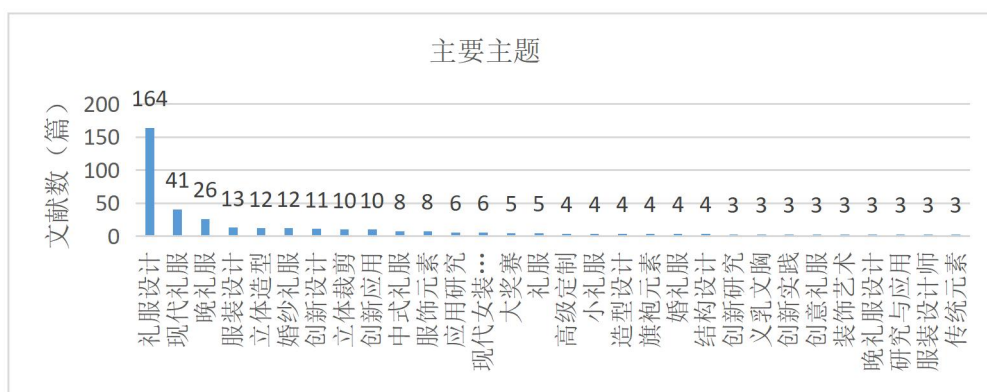 主要主题
文献数（篇）
200
150
100
50
0
164 41 26 13 12 12 11 10 10 8 8 6 6 5 5 4 4 4 4 4 4 3 3 3 3 3 3 3 3 3
礼服设计
现代礼服
晚礼服
服装设计
立体造型
婚纱礼服
创新设计
立体裁剪
创新应用
中式礼服
服饰元素
应用研究
现代女装…
大奖赛
礼服
高级定制
小礼服
造型设计
旗袍元素
婚礼服
结构设计
创新研究
义乳文胸
创新实践
创意礼服
装饰艺术
晚礼服设计
研究与应用
服装设计师
传统元素